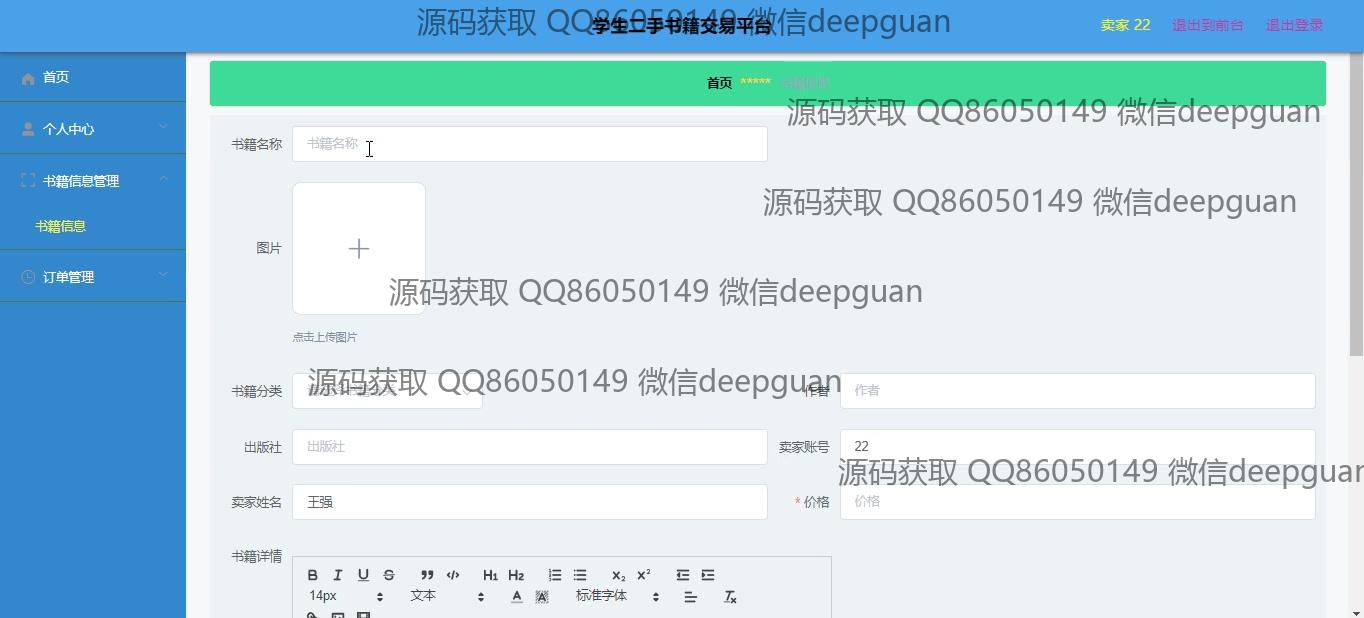 源码获取 QQ86050149 微信deepguan
学生二手书籍交易平台
卖家 22 退出到前台 退出登录
首页
首页 ***** 书籍信息
源码获取 QQ86050149 微信deepguan
个人中心
书籍名称 书籍名称
书籍信息管理
源码获取 QQ86050149 微信deepguan
书籍信息
图片
订单管理
源码获取 QQ86050149 微信deepguan
点击上传图片
源码获取 QQ86050149 微信deepguan
书籍分类
作者 作者
出版社 出版社
卖家账号 22
源码获取 QQ86050149 微信deepguan
卖家姓名 王强
* 价格 价格
书籍详情
B I U S ” </> H1 H2 x₂ x²
14px 文本 A A 标准字体 Tx